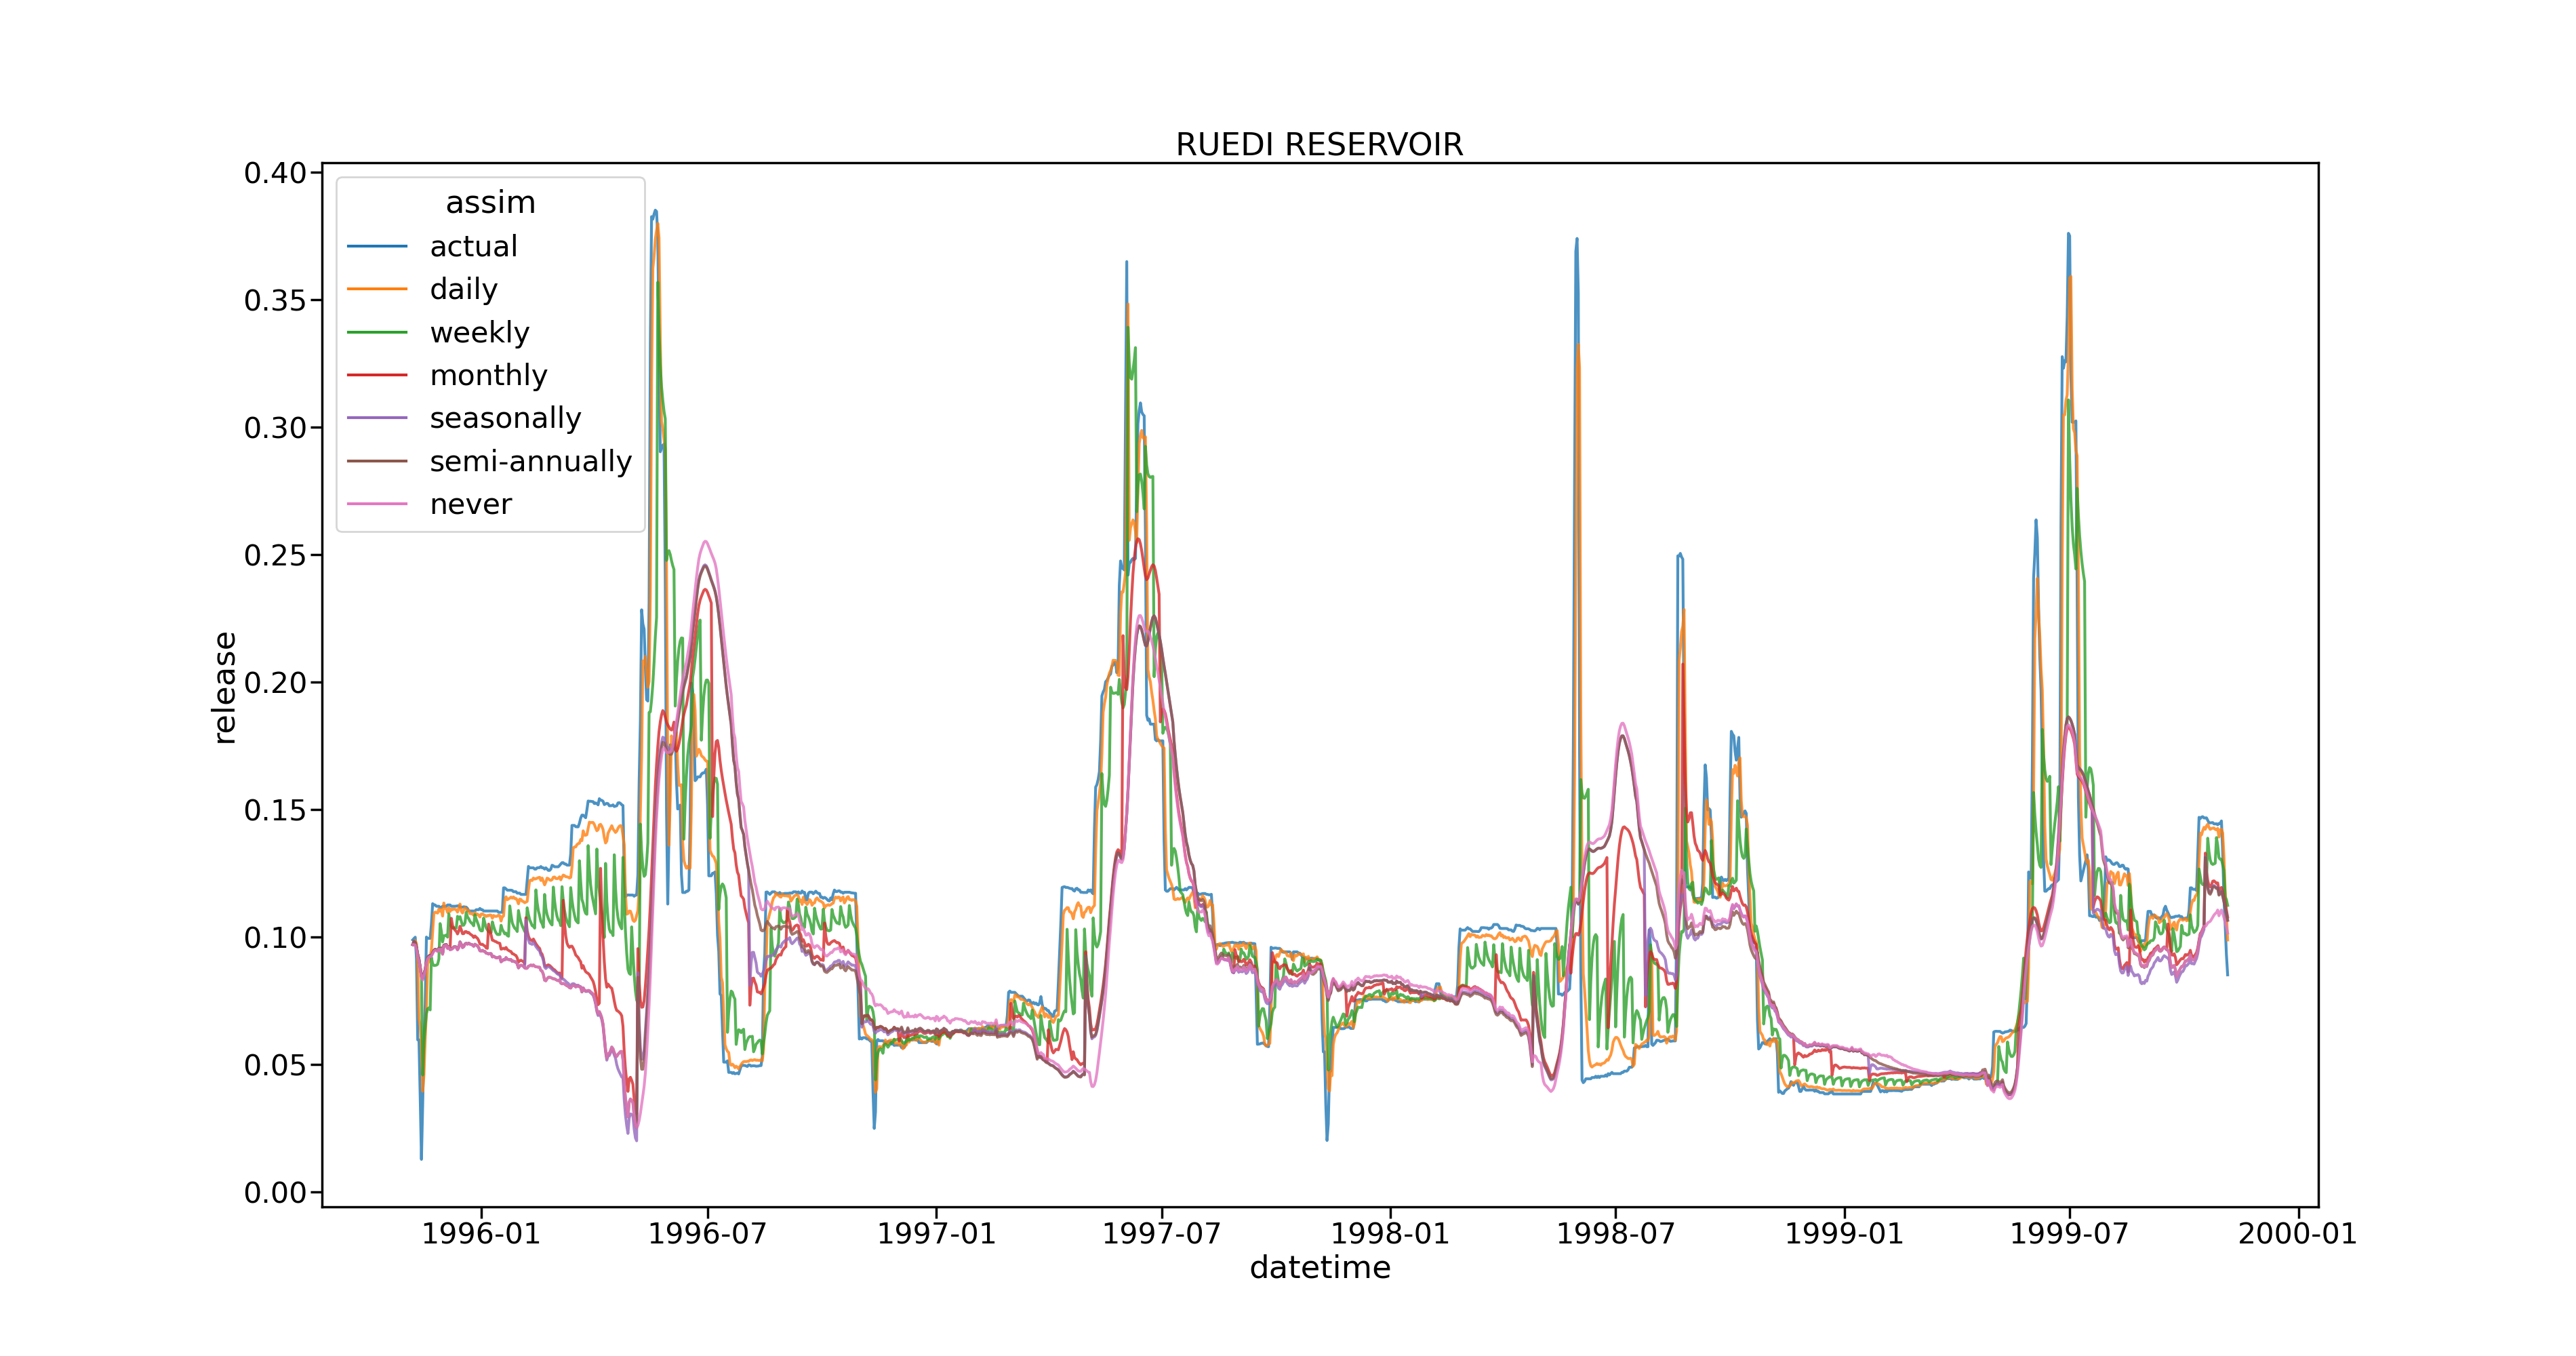 RUEDI RESERVOIR
0.40
0.35
0.30
0.25
0.20
0.15
0.10
0.05
0.00
release
assim
actual
daily
weekly
monthly
seasonally
semi-annually
never
1996-01 1996-07 1997-01 1997-07 1998-01 1998-07 1999-01 1999-07 2000-01
datetime